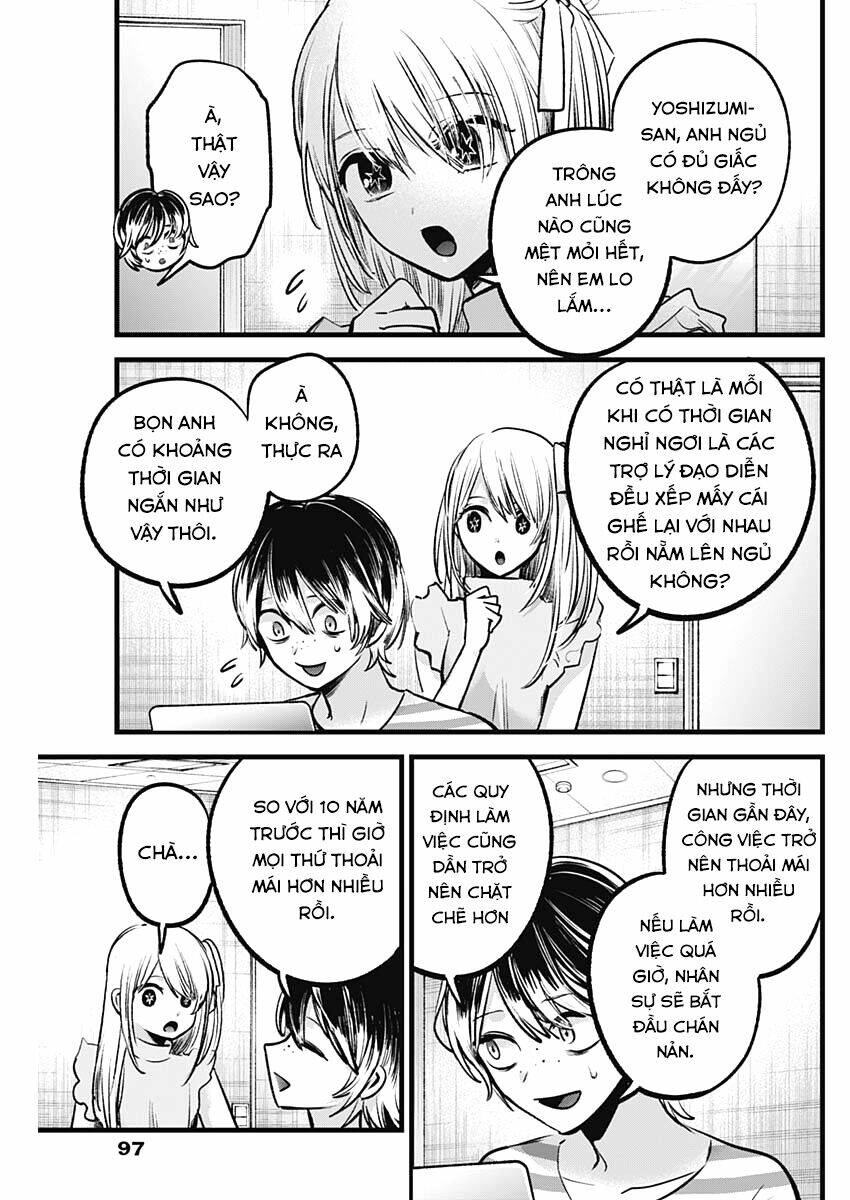 YOSHIZUMI-
SAN, ANH NGỦ
CÓ ĐỦ GIẤC
KHÔNG ĐẤY?
TRÔNG
ANH LÚC
NÀO CŨNG
MỆT MỎI HẾT,
NÊN EM LO
LẮM...
À,
THẬT
VẬY
SAO?
CÓ THẬT LÀ MỖI
KHI CÓ THỜI GIAN
NGHỈ NGƠI LÀ CÁC
TRỢ LÝ ĐẠO DIỄN
ĐỀU XẾP MẤY CÁI
GHẾ LẠI VỚI NHAU
RỒI NẰM LÊN NGỦ
KHÔNG?
À
KHÔNG,
THỰC RA
BỌN ANH
CÓ KHOẢNG
THỜI GIAN
NGẮN NHƯ
VẬY THÔI.
NHƯNG THỜI
GIAN GẦN ĐÂY,
CÔNG VIỆC TRỞ
NÊN THOẢI MÁI
HƠN NHIỀU
RỒI.
NẾU LÀM
VIỆC QUÁ
GIỜ, NHÂN
SỰ SẼ BẮT
ĐẦU CHÁN
NẢN.
CÁC QUY
ĐỊNH LÀM
VIỆC CŨNG
DẦN TRỞ
NÊN CHẶT
CHẼ HƠN
SO VỚI 10 NĂM
TRƯỚC THÌ GIỜ
MỌI THỨ THOẢI
MÁI HƠN NHIỀU
RỒI.
CHÀ...
97